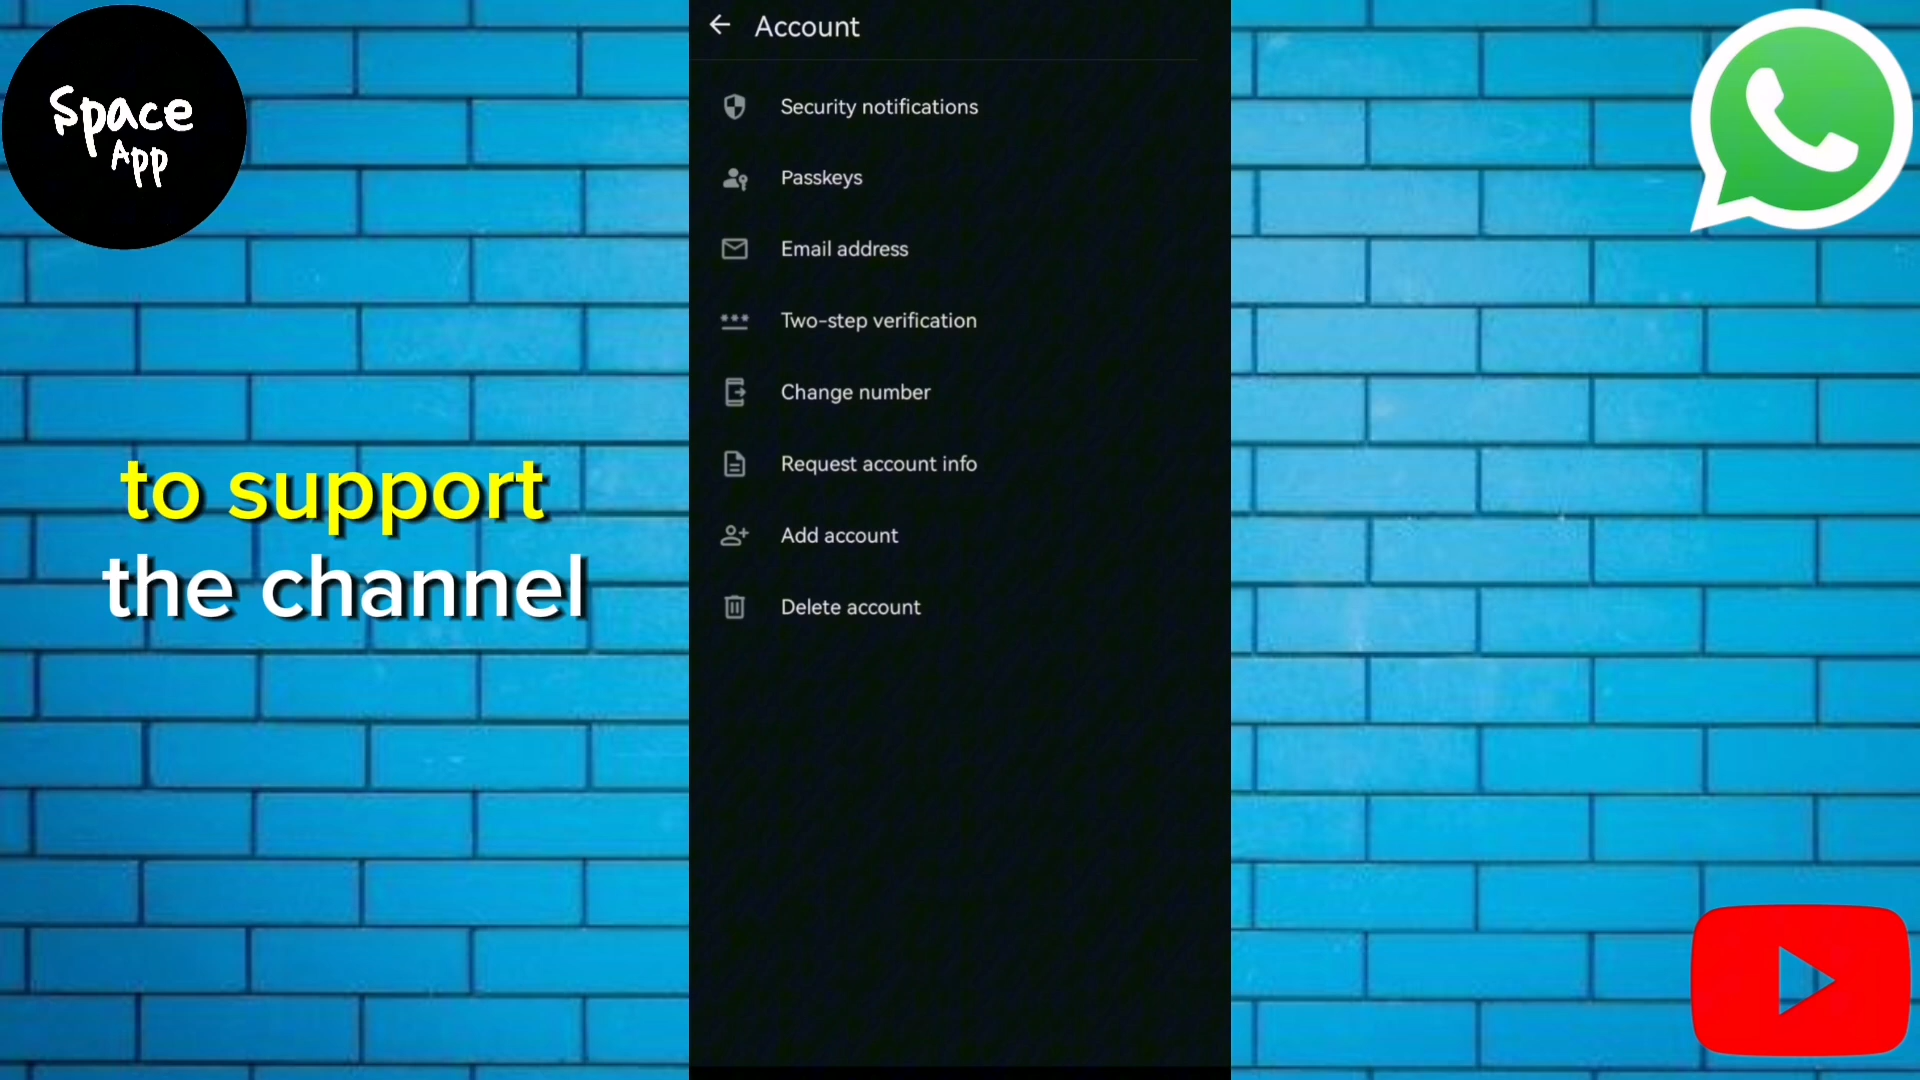 Space
App
Account
Security notifications
Passkeys
Email address
Two-step verification
Change number
Request account info
Add account
Delete account
to support
the channel